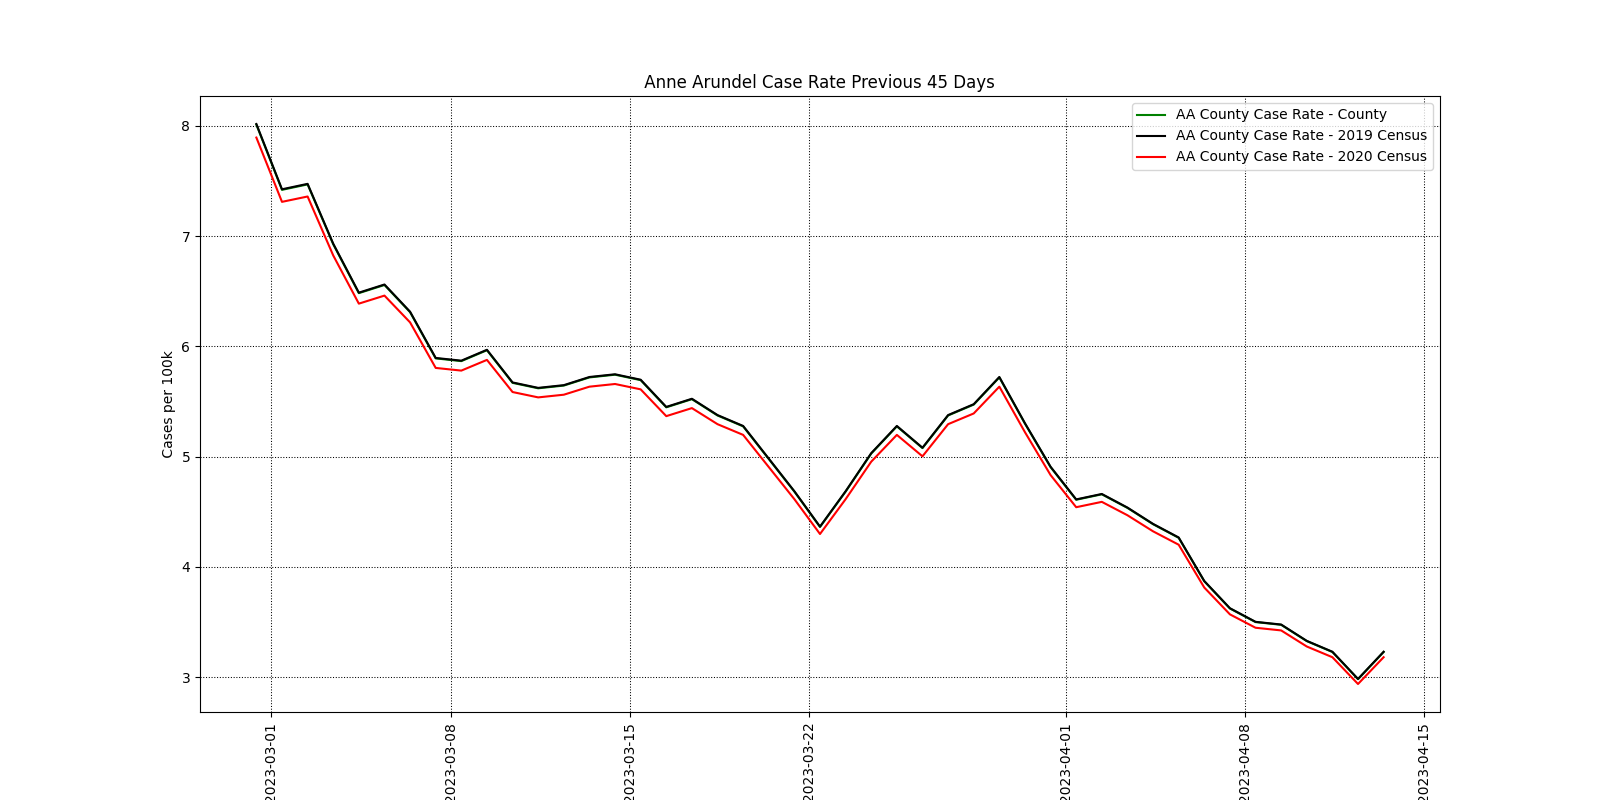 Anne Arundel Case Rate Previous 45 Days
AA County Case Rate - County
AA County Case Rate - 2019 Census
AA County Case Rate - 2020 Census
Cases per 100k
8
7
6
5
4
3
2023-03-01
2023-03-08
2023-03-15
2023-03-22
2023-04-01
2023-04-08
2023-04-15